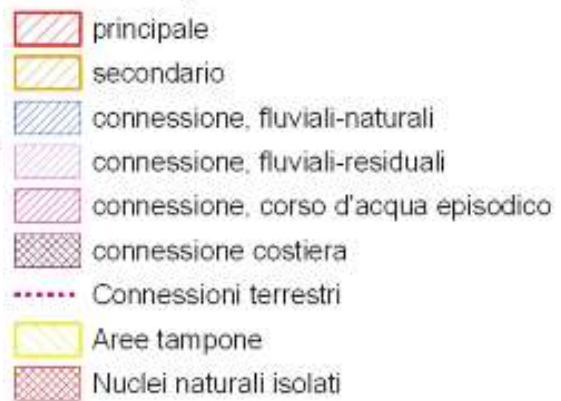 principale
secondario
connessione, fluviali-naturali
connessione, fluviali-residuali
connessione, corso d'acqua episodico
connessione costiera
Connessioni terrestri
Aree tampone
Nuclei naturali isolati